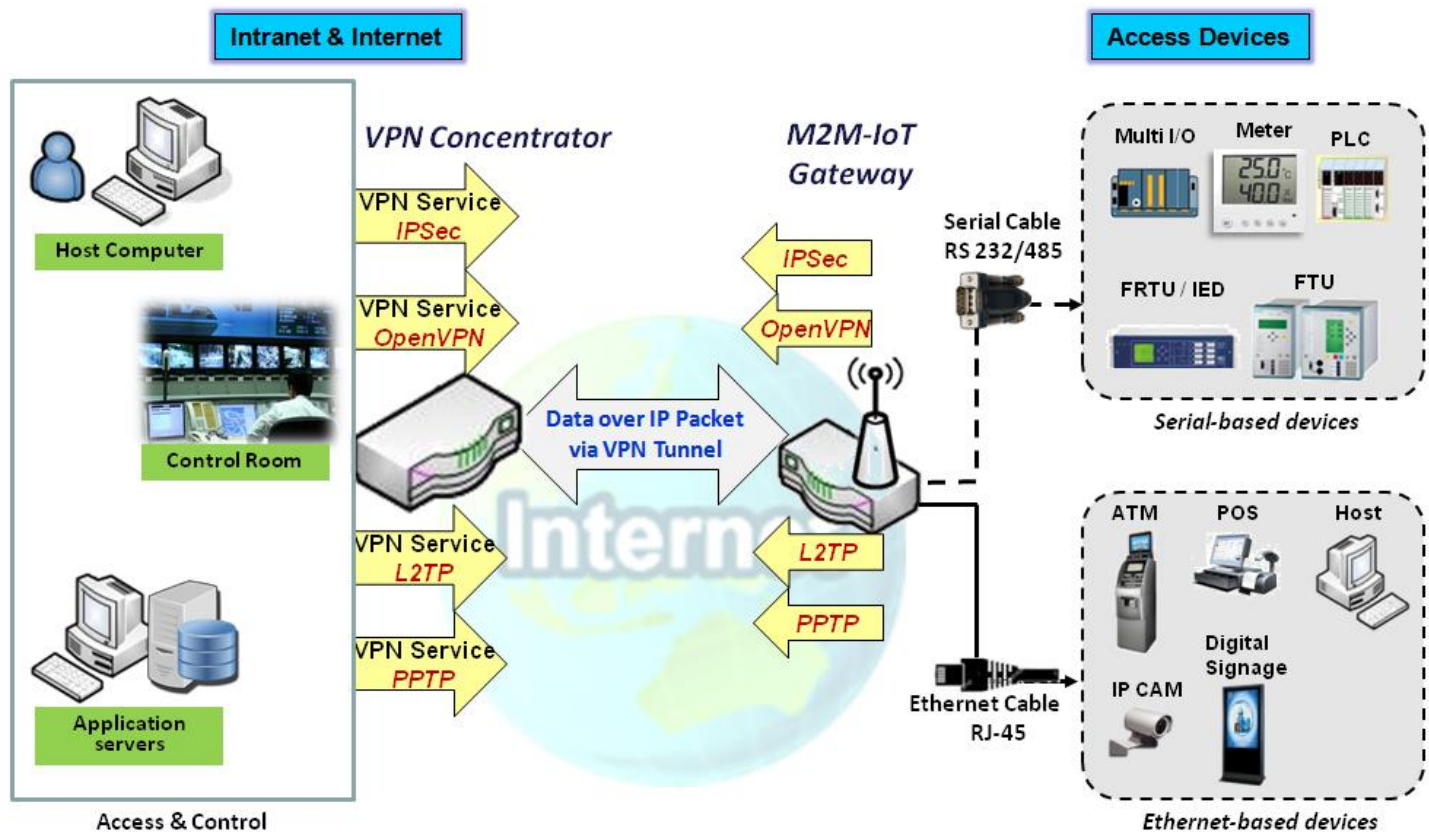 Intranet & Internet
Access Devices
VPN Concentrator
M2M-IoT
Gateway
Host Computer
Control Room
Application
servers
Access & Control
VPN Service
IPSec
VPN Service
OpenVPN
VPN Service
L2TP
VPN Service
PPTP
Data over IP Packet
via VPN Tunnel
Internet
IPSec
OpenVPN
L2TP
PPTP
Serial Cable
RS 232/485
Ethernet Cable
RJ-45
Multi I/O
Meter
PLC
25.0 °C
40.0
FRTU / IED
FTU
Serial-based devices
ATM
POS
Host
IP CAM
Digital
Signage
Ethernet-based devices